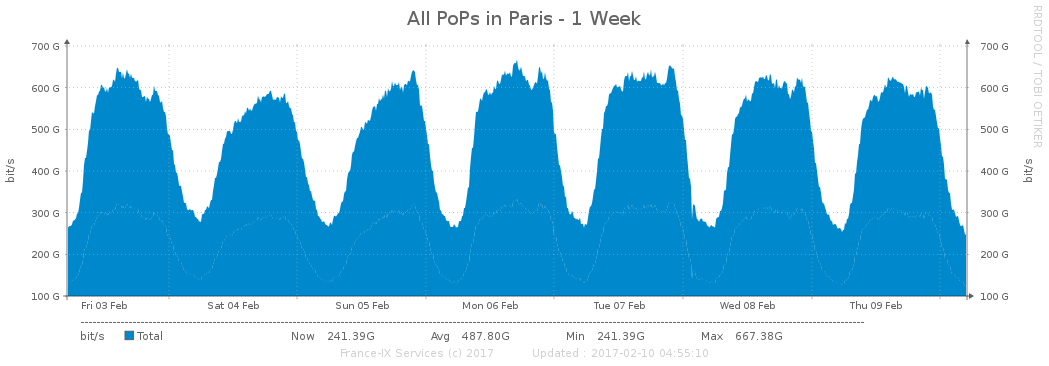 All PoPs in Paris - 1 Week
RRDTOOL / TOBI OETIKER
700 G 700 G
600 G 600 G
500 G 500 G
400 G 400 G
300 G 300 G
200 G 200 G
100 G 100 G
bit/s bit/s
Fri 03 Feb Sat 04 Feb Sun 05 Feb Mon 06 Feb Tue 07 Feb Wed 08 Feb Thu 09 Feb
bit/s Total Now 241.39G Avg 487.80G Min 241.39G Max 667.38G
France-IX Services (c) 2017 Updated : 2017-02-10 04:55:10